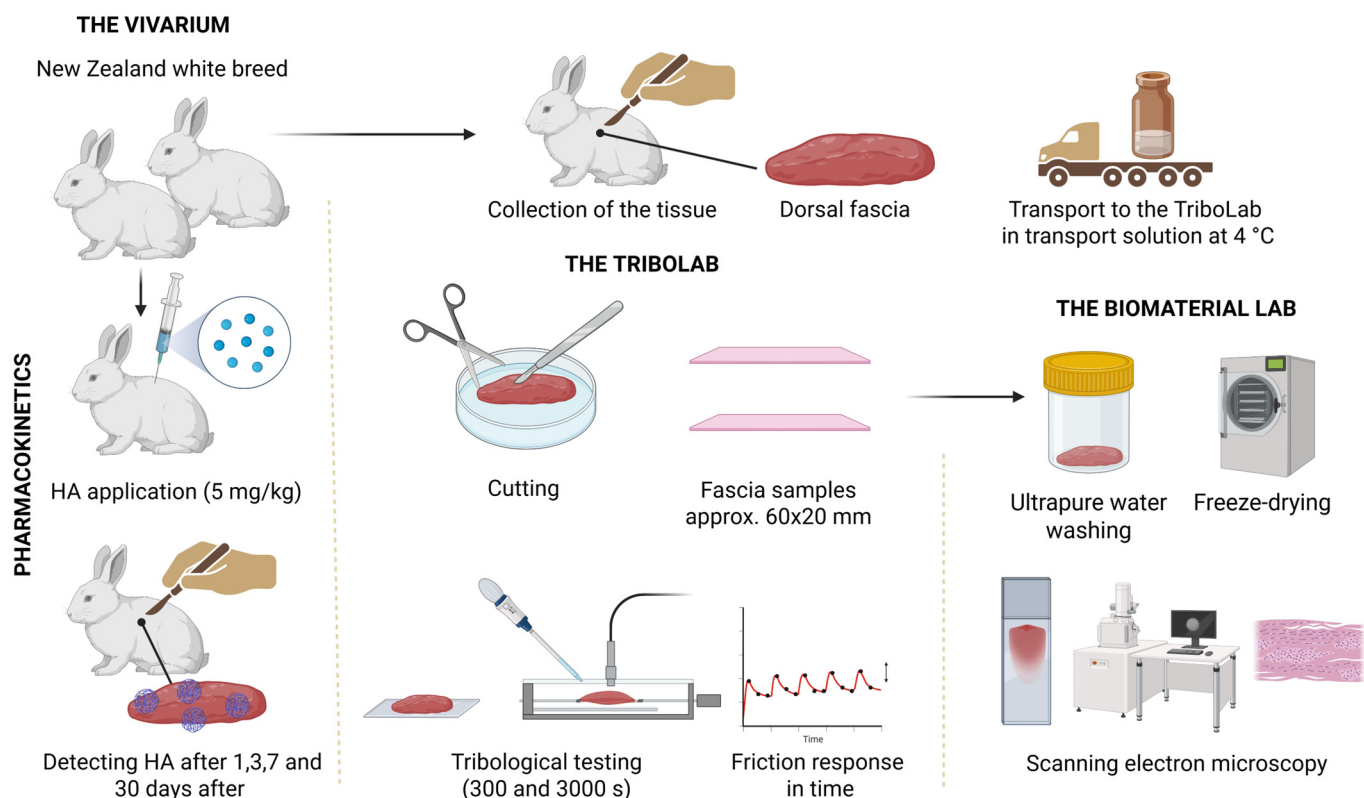 THE VIVARIUM
New Zealand white breed
Collection of the tissue
Dorsal fascia
Transport to the TriboLab
in transport solution at 4 °C
PHARMACOKINETICS
HA application (5 mg/kg)
Detecting HA after 1,3,7 and
30 days after
THE TRIBOLAB
Cutting
Fascia samples
approx. 60x20 mm
Tribological testing
(300 and 3000 s)
Time
Friction response
in time
THE BIOMATERIAL LAB
Ultrapure water
washing
Freeze-drying
Scanning electron microscopy